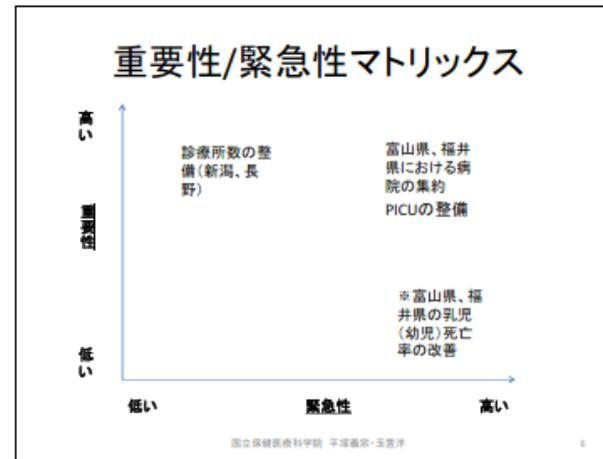 重要性/緊急性マトリックス
高い
診療所数の整
備(新潟、長
野)
富山県、福井
県における病
院の集約
PICUの整備
重要性
※富山県、福
井県の乳児
(幼児)死亡
率の改善
低い
低い
緊急性
高い
国立保健医療科学院 平塚義宗・玉置洋
6